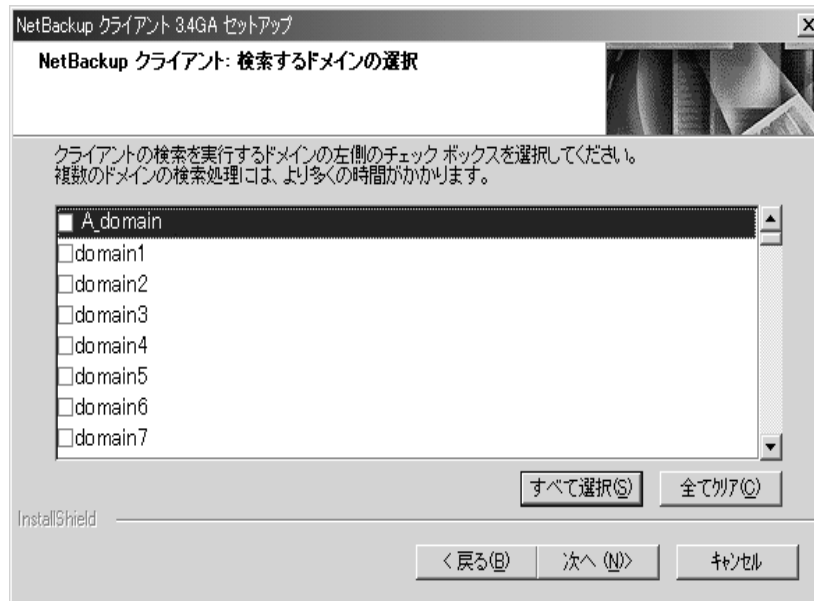 NetBackup クライアント 3.4GA セットアップ
NetBackup クライアント: 検索するドメインの選択
クライアントの検索を実行するドメインの左側のチェック ボックスを選択してください。
複数のドメインの検索処理には、より多くの時間がかかります。
A_domain
domain1
domain2
domain3
domain4
domain5
domain6
domain7
すべて選択(S) 全てクリア(C)
InstallShield
< 戻る(B) 次へ (N)> キャンセル